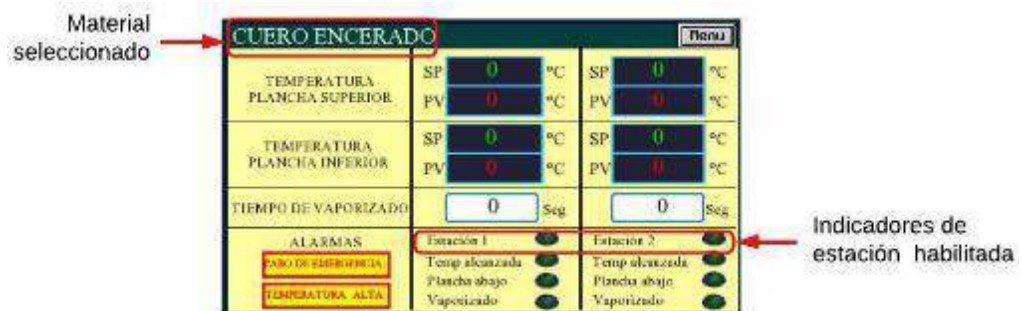 Material
seleccionado
CUERO ENCERADO
Menu
TEMPERATURA
PLANCHA SUPERIOR
SP 0 °C SP 0 °C
PV 0 °C PV 0 °C
TEMPERATURA
PLANCHA INFERIOR
SP 0 °C SP 0 °C
PV 0 °C PV 0 °C
TIEMPO DE VAPORIZADO 0 Seg 0 Seg
ALARMAS
PARO DE EMERGENCIA
TEMPERATURA ALTA
Estación 1 Estación 2
Temp alcanzada Temp alcanzada
Plancha abajo Plancha abajo
Vaporizado Vaporizado
Indicadores de
estación habilitada